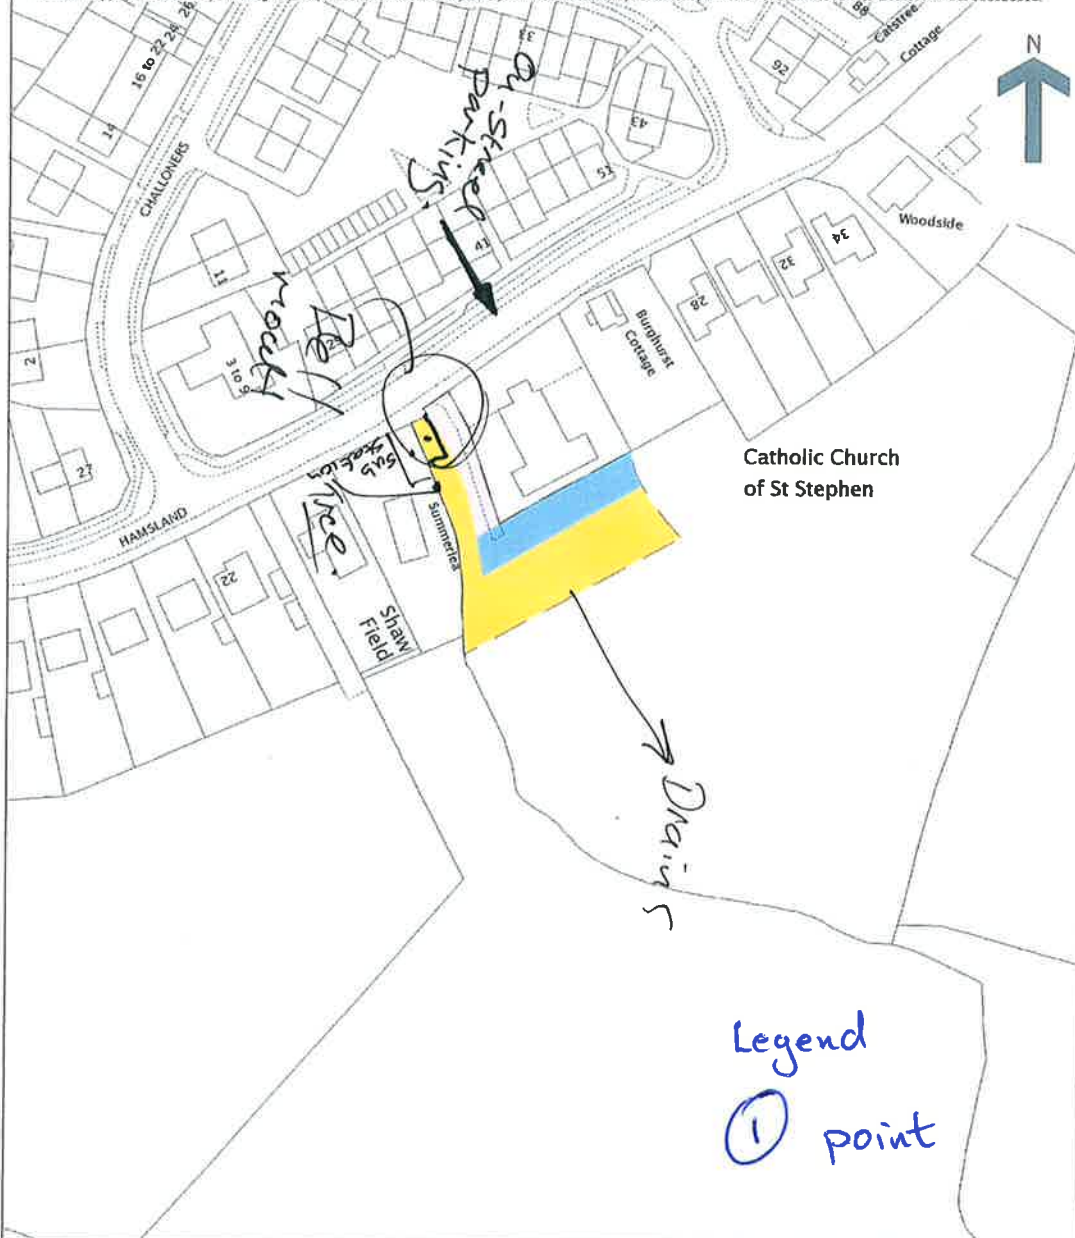 16 to 22
24
26
14
CHALLONERS
33
92
88
Catstree
Cottage
N
43
On-Street
Parking
51
41
Woodside
34
32
28
Burghurst
Cottage
11
3 to 9
2
27
Sub
station
Tree
Summerlea
HAMSLAND
22
Shaw
Field
Catholic Church
of St Stephen
Drains
Legend
1 point